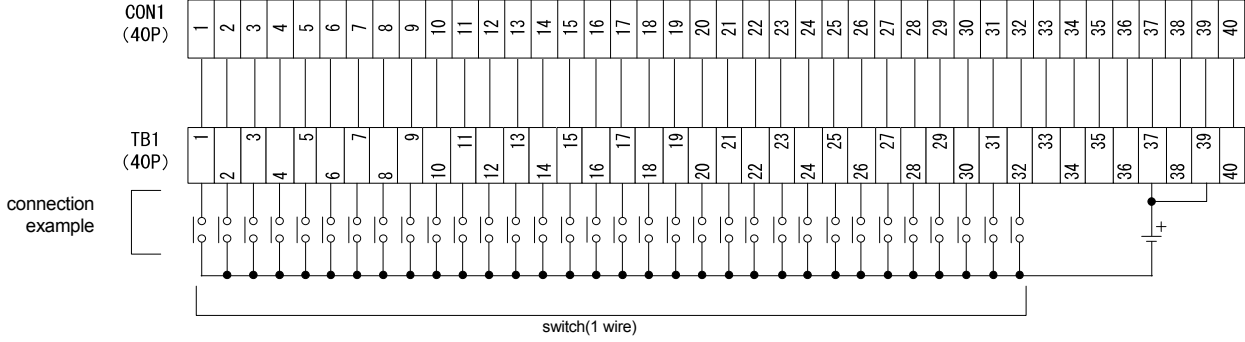 CON1
(40P)
1 2 3 4 5 6 7 8 9 10 11 12 13 14 15 16 17 18 19 20 21 22 23 24 25 26 27 28 29 30 31 32 33 34 35 36 37 38 39 40
TB1
(40P)
1 2 3 4 5 6 7 8 9 10 11 12 13 14 15 16 17 18 19 20 21 22 23 24 25 26 27 28 29 30 31 32 33 34 35 36 37 38 39 40
connection
example
+
switch(1 wire)